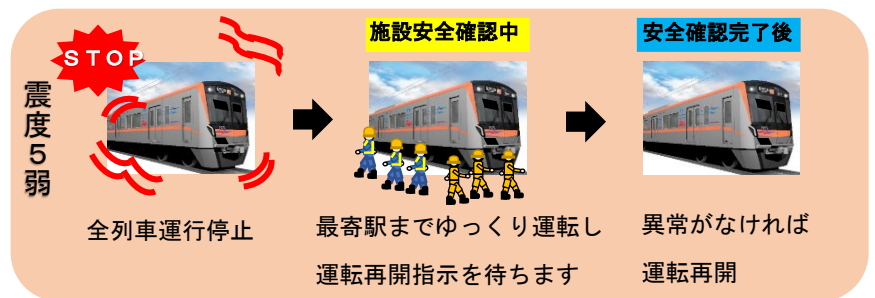 震度５弱
ＳＴＯＰ
全列車運行停止
施設安全確認中
最寄駅までゆっくり運転し
運転再開指示を待ちます
安全確認完了後
異常がなければ
運転再開